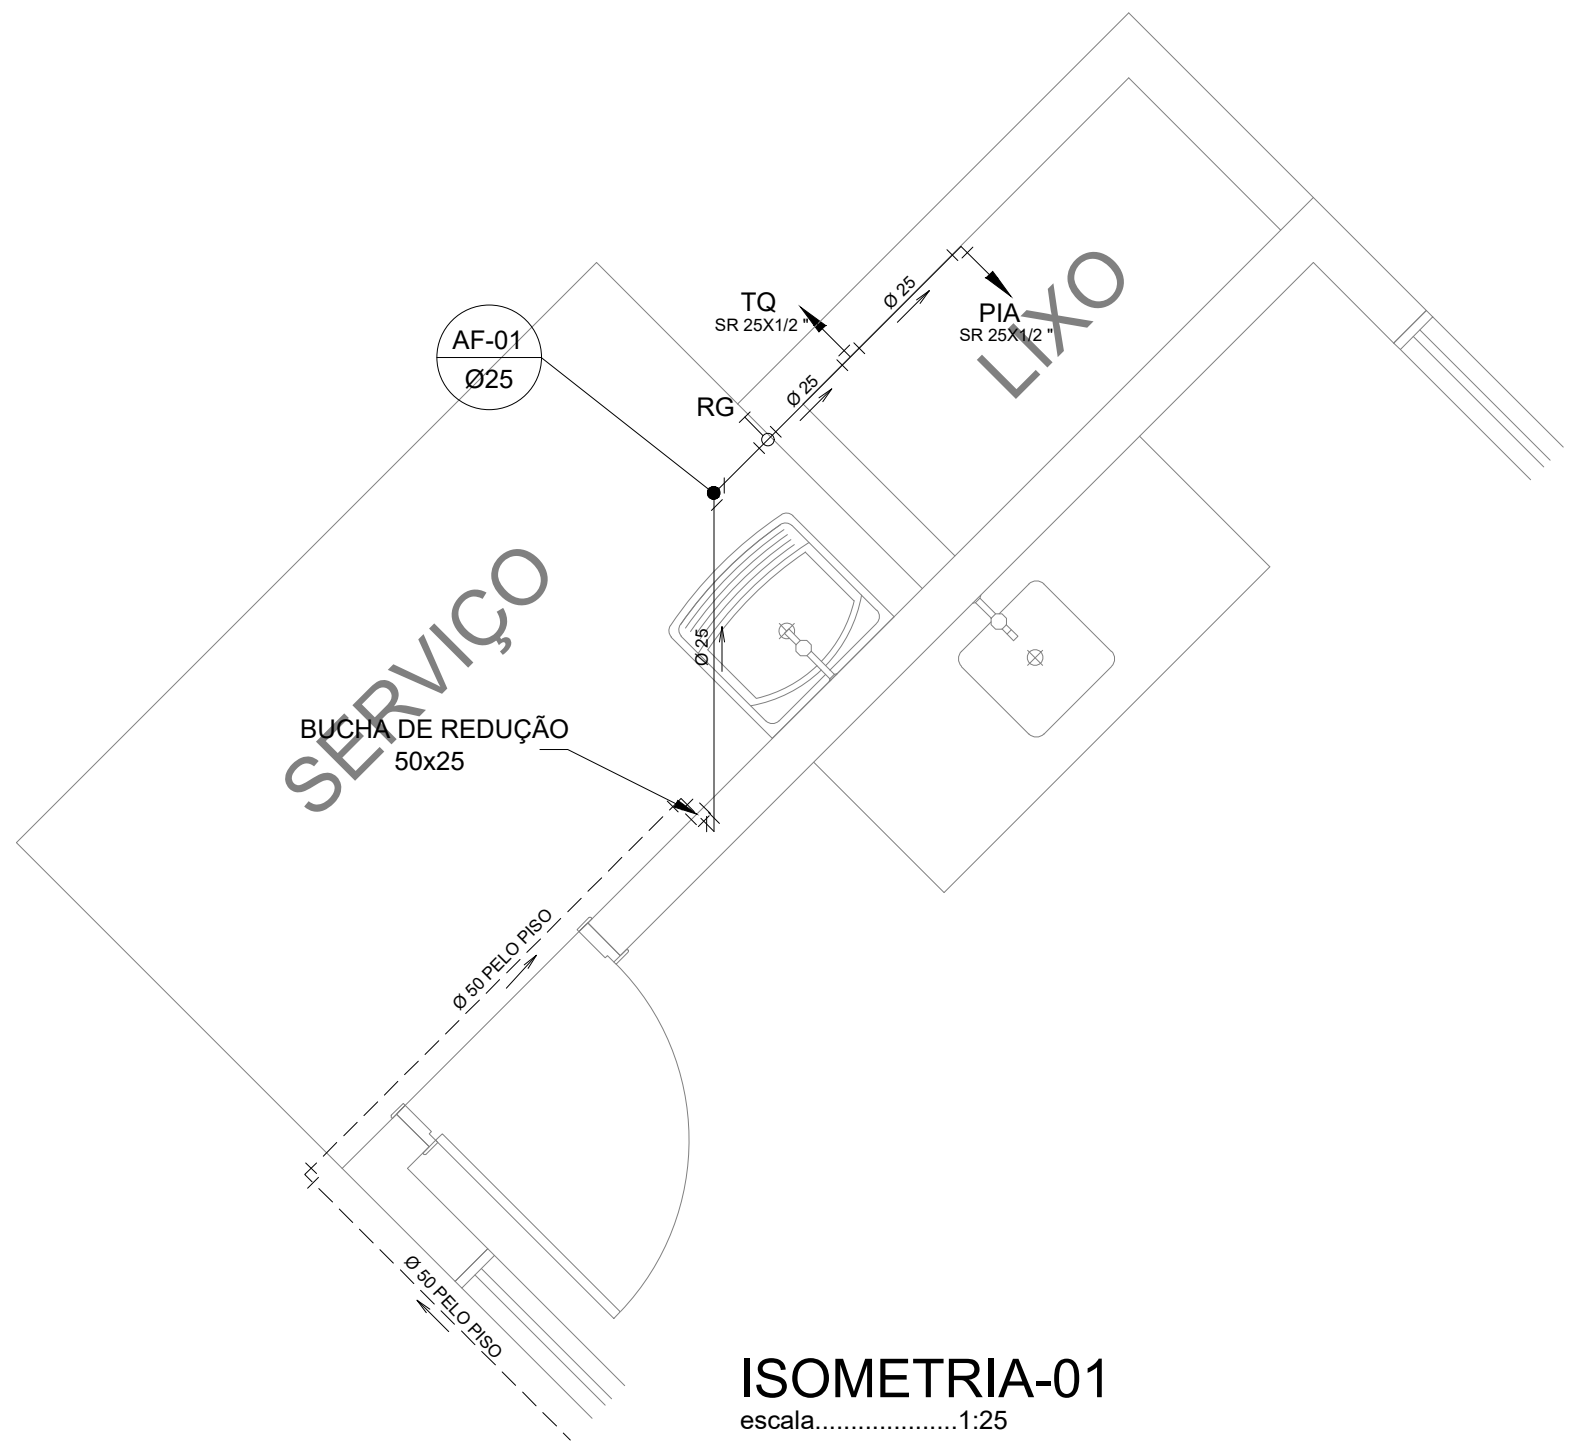 LIXO
Ø 25
TQ
SR 25X1/2 "
PIA
SR 25X1/2 "
AF-01
Ø25
Ø 25
RG
SERVIÇO
Ø 25
BUCHA DE REDUÇÃO
50x25
Ø 50 PELO PISO
Ø 50 PELO PISO
ISOMETRIA-01
escala....................1:25